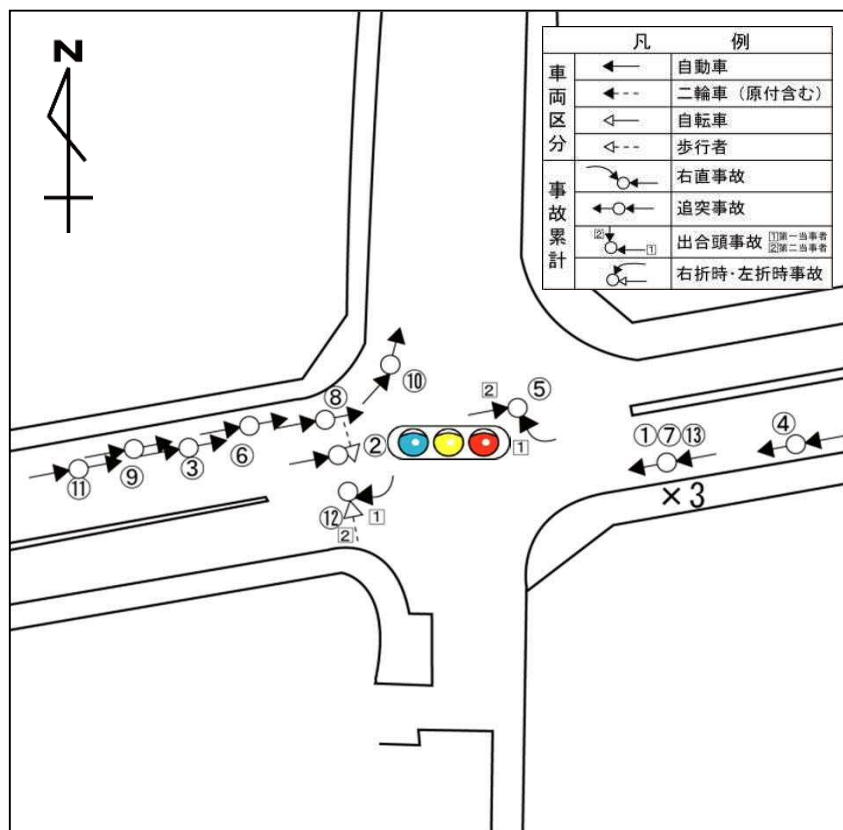 N
凡 例
車両区分
自動車
二輪車（原付含む）
自転車
歩行者
事故累計
右直事故
追突事故
2 1 出合頭事故 1第一当事者
2第二当事者
右折時・左折時事故
⑩
⑧
2 ⑤
② 1
④
①⑦⑬
×3
⑥
③
⑨
⑪
⑫ 1
2